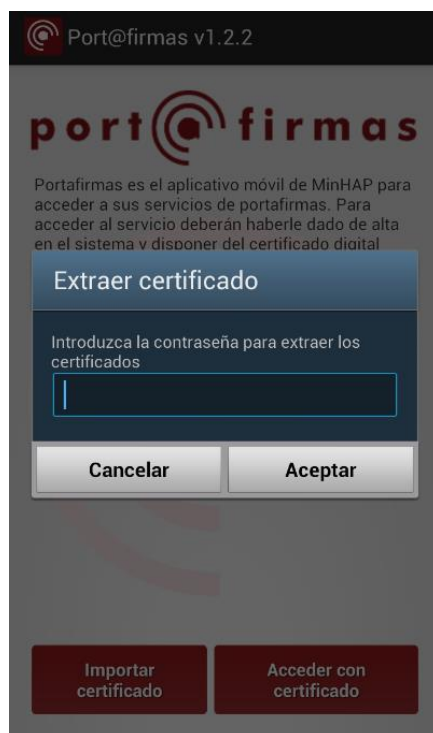 Port@firmas v1.2.2
port@firmas
Portafirmas es el aplicativo móvil de MinHAP para
acceder a sus servicios de portafirmas. Para
acceder al servicio deberán haberle dado de alta
en el sistema y disponer del certificado digital
Extraer certificado
Introduzca la contraseña para extraer los
certificados
Cancelar
Aceptar
Importar
certificado
Acceder con
certificado